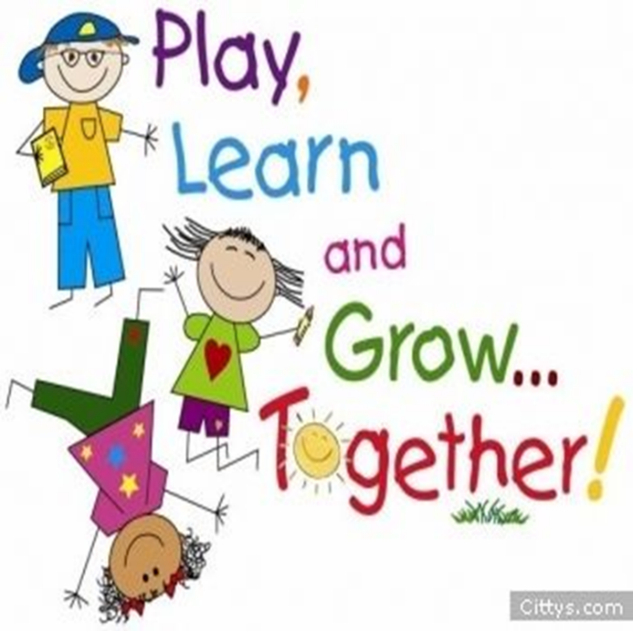 Play,
Learn
and
Grow...
Together!
Cittys.com